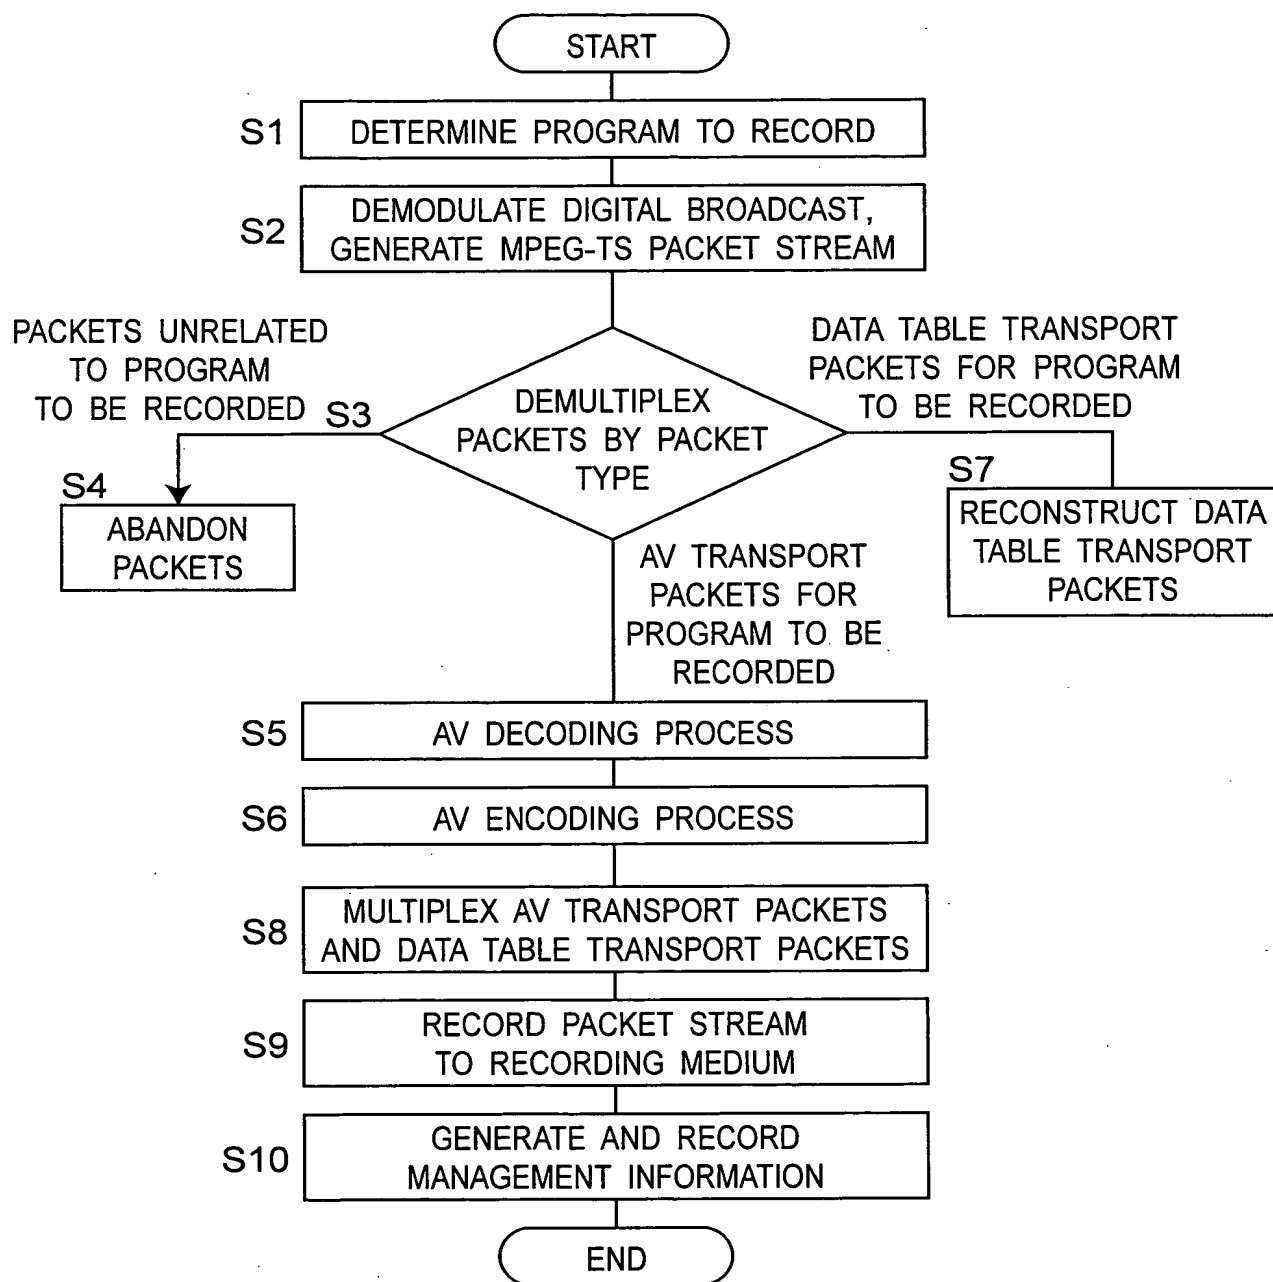 START
S1
DETERMINE PROGRAM TO RECORD
S2
DEMODULATE DIGITAL BROADCAST,
GENERATE MPEG-TS PACKET STREAM
PACKETS UNRELATED
TO PROGRAM
TO BE RECORDED
S3
DEMULTIPLEX
PACKETS BY PACKET
TYPE
DATA TABLE TRANSPORT
PACKETS FOR PROGRAM
TO BE RECORDED
S4
ABANDON
PACKETS
S7
RECONSTRUCT DATA
TABLE TRANSPORT
PACKETS
AV TRANSPORT
PACKETS FOR
PROGRAM TO BE
RECORDED
S5
AV DECODING PROCESS
S6
AV ENCODING PROCESS
S8
MULTIPLEX AV TRANSPORT PACKETS
AND DATA TABLE TRANSPORT PACKETS
S9
RECORD PACKET STREAM
TO RECORDING MEDIUM
S10
GENERATE AND RECORD
MANAGEMENT INFORMATION
END